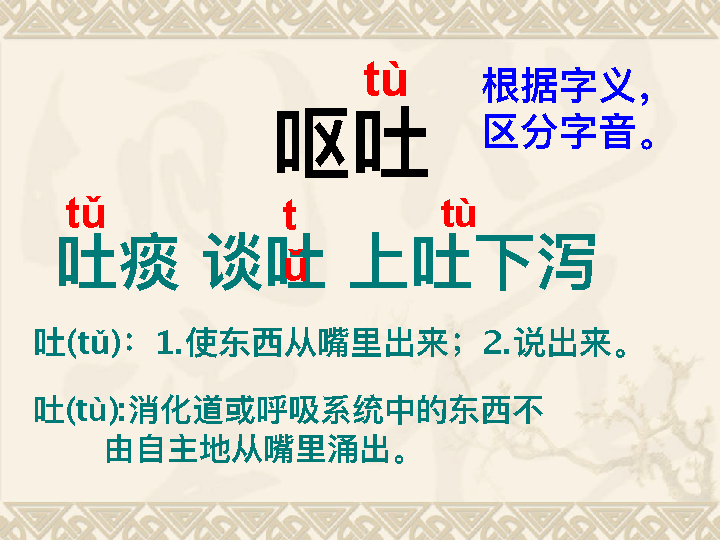 tù
根据字义，
区分字音。
呕吐
tǔ tǔ tù
吐痰 谈吐 上吐下泻
吐(tǔ)：1.使东西从嘴里出来；2.说出来。
吐(tù):消化道或呼吸系统中的东西不
由自主地从嘴里涌出。